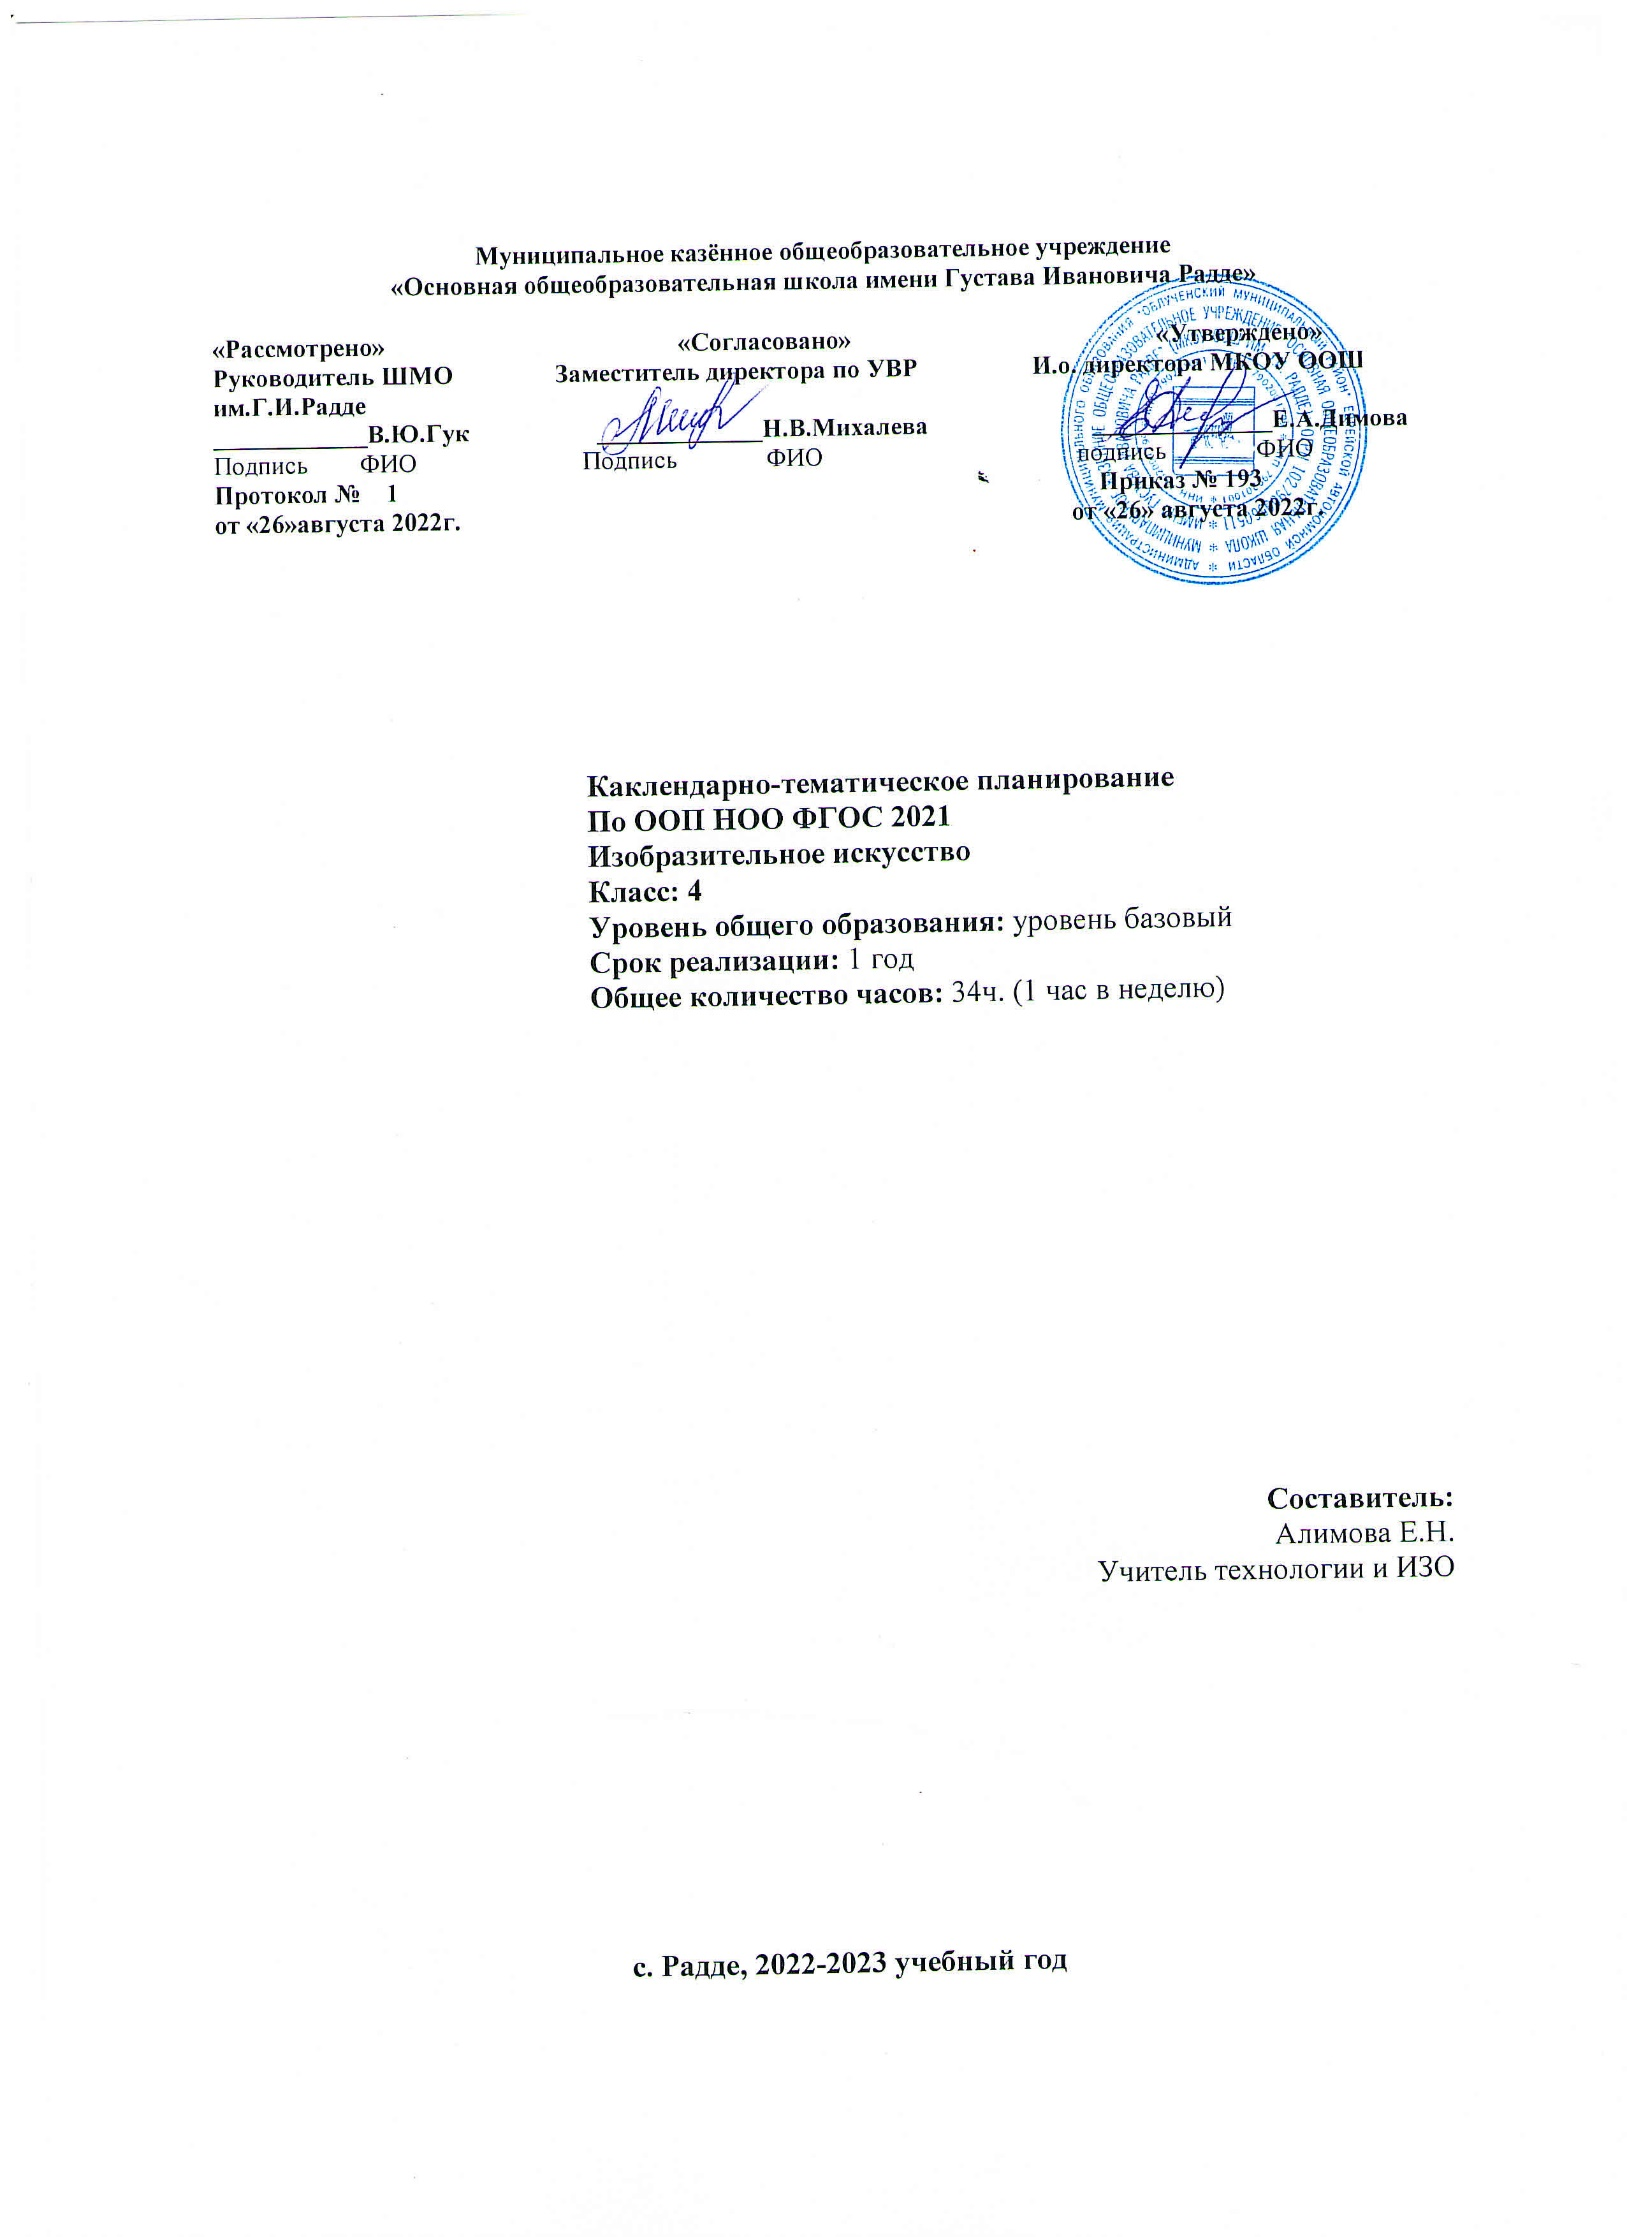 Муниципальное казённое общеобразовательное учреждение
«Основная общеобразовательная школа имени Густава Ивановича Радде»
«Рассмотрено»
Руководитель ШМО
им.Г.И.Радде
____________В.Ю.Гук
Подпись ФИО
Протокол № 1
от «26»августа 2022г.
«Согласовано»
Заместитель директора по УВР
____________Н.В.Михалева
Подпись ФИО
«Утверждено»
И.о. директора МКОУ ООШ
____________Е.А.Димова
подпись ФИО
Приказ № 193
от «26» августа 2022г.
Каклендарно-тематическое планирование
По ООП НОО ФГОС 2021
Изобразительное искусство
Класс: 4
Уровень общего образования: уровень базовый
Срок реализации: 1 год
Общее количество часов: 34ч. (1 час в неделю)
Составитель:
Алимова Е.Н.
Учитель технологии и ИЗО
с. Радде, 2022-2023 учебный год